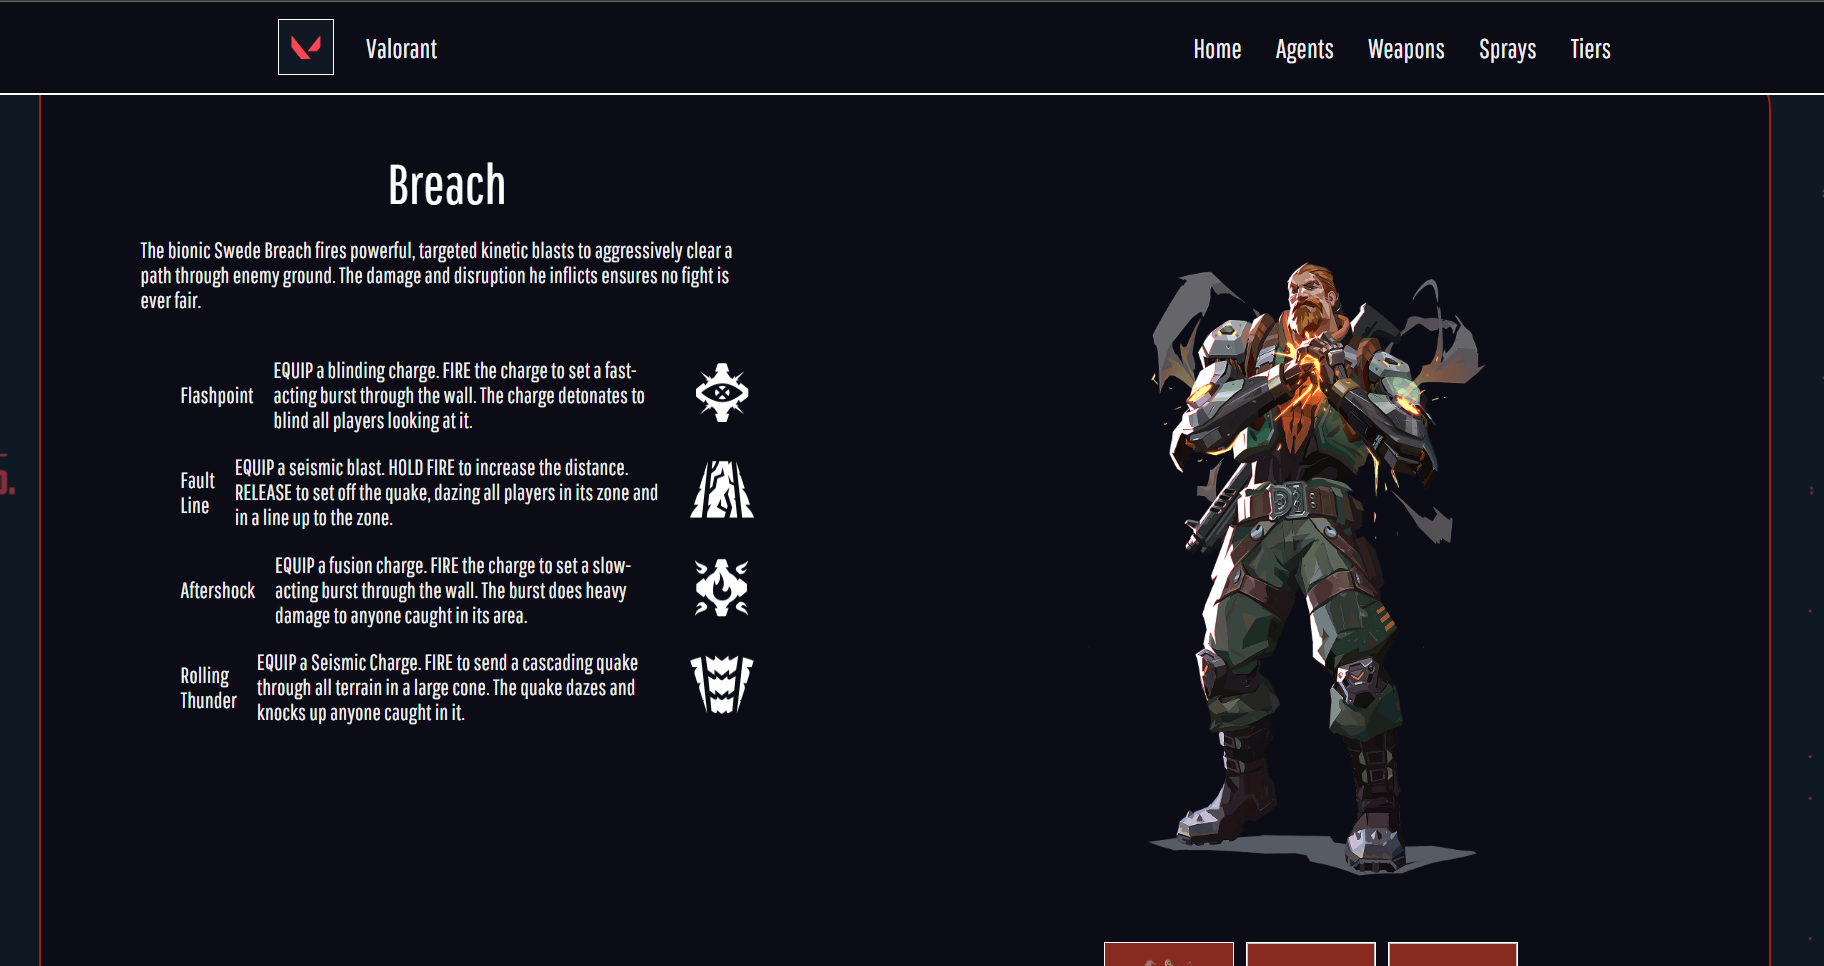 Valorant
Home Agents Weapons Sprays Tiers
Breach
The bionic Swede Breach fires powerful, targeted kinetic blasts to aggressively clear a
path through enemy ground. The damage and disruption he inflicts ensures no fight is
ever fair.
Flashpoint
EQUIP a blinding charge. FIRE the charge to set a fast-
acting burst through the wall. The charge detonates to
blind all players looking at it.
Fault
Line
EQUIP a seismic blast. HOLD FIRE to increase the distance.
RELEASE to set off the quake, dazing all players in its zone and
in a line up to the zone.
Aftershock
EQUIP a fusion charge. FIRE the charge to set a slow-
acting burst through the wall. The burst does heavy
damage to anyone caught in its area.
Rolling
Thunder
EQUIP a Seismic Charge. FIRE to send a cascading quake
through all terrain in a large cone. The quake dazes and
knocks up anyone caught in it.